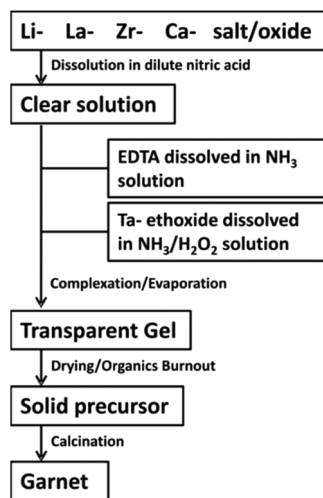 Li- La- Zr- Ca- salt/oxide
Dissolution in dilute nitric acid
Clear solution
EDTA dissolved in NH₃
solution
Ta- ethoxide dissolved
in NH₃/H₂O₂ solution
Complexation/Evaporation
Transparent Gel
Drying/Organics Burnout
Solid precursor
Calcination
Garnet